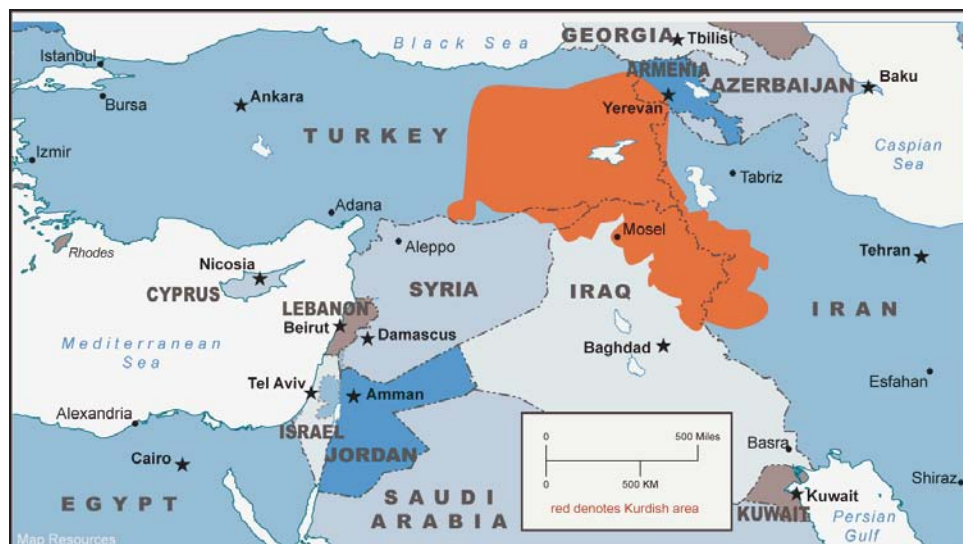 GEORGIA
Tbilisi
Black Sea
Istanbul
ARMENIA
AZERBAIJAN
Baku
Bursa
Ankara
Yerevan
TURKEY
Izmir
Caspian
Sea
Tabriz
Adana
Aleppo
Mosel
Rhodes
Nicosia
CYPRUS
Tehran
SYRIA
IRAQ
IRAN
LEBANON
Beirut
Damascus
Mediterranean
Sea
Baghdad
Tel Aviv
Amman
Esfahan
Alexandria
ISRAEL
JORDAN
Cairo
Basra
Shiraz
EGYPT
SAUDI
ARABIA
KUWAIT
Kuwait
Persian
Gulf
0 500 Miles
0 500 KM
red denotes Kurdish area
Map Resources